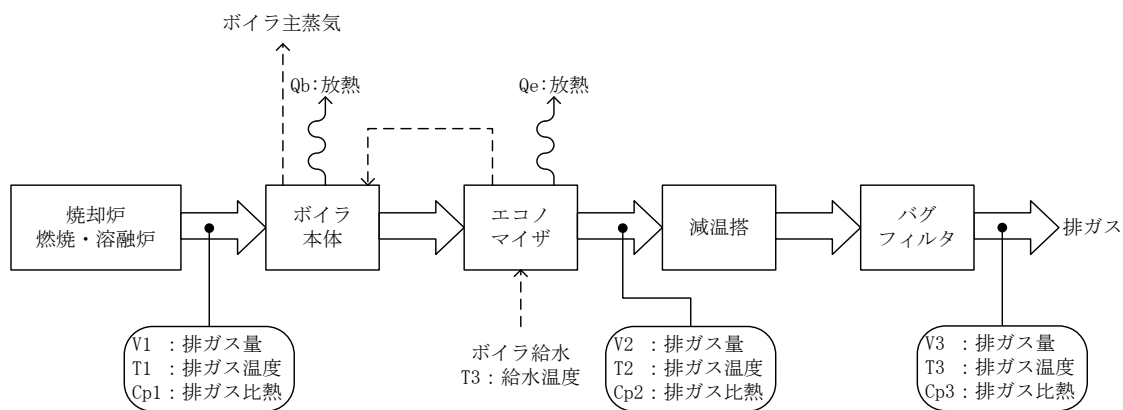 ボイラ主蒸気
Qb:放熱
Qe:放熱
焼却炉
燃焼・溶融炉
ボイラ
本体
エコノ
マイザ
減温搭
バグ
フィルタ
排ガス
V1 :排ガス量
T1 :排ガス温度
Cp1:排ガス比熱
ボイラ給水
T3:給水温度
V2 :排ガス量
T2 :排ガス温度
Cp2:排ガス比熱
V3 :排ガス量
T3 :排ガス温度
Cp3:排ガス比熱